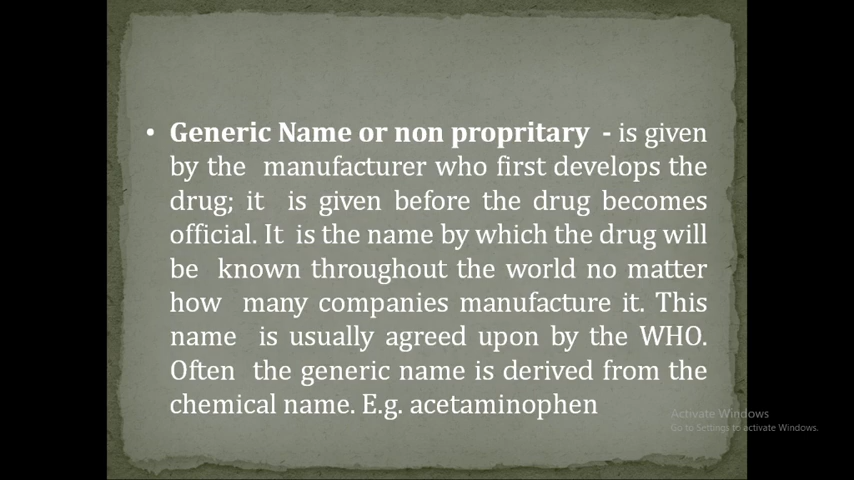 • Generic Name or non propritary - is given
by the manufacturer who first develops the
drug; it is given before the drug becomes
official. It is the name by which the drug will
be known throughout the world no matter
how many companies manufacture it. This
name is usually agreed upon by the WHO.
Often the generic name is derived from the
chemical name. E.g. acetaminophen
Activate Windows
Go to Settings to activate Windows.